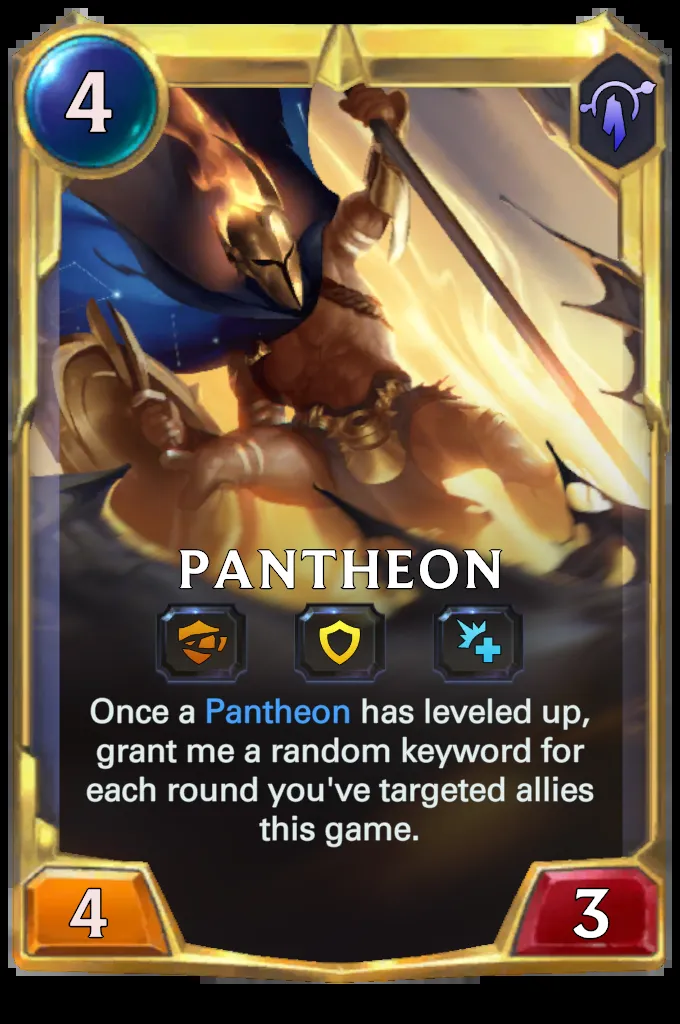 4
PANTHEON
Once a Pantheon has leveled up,
grant me a random keyword for
each round you've targeted allies
this game.
4
3